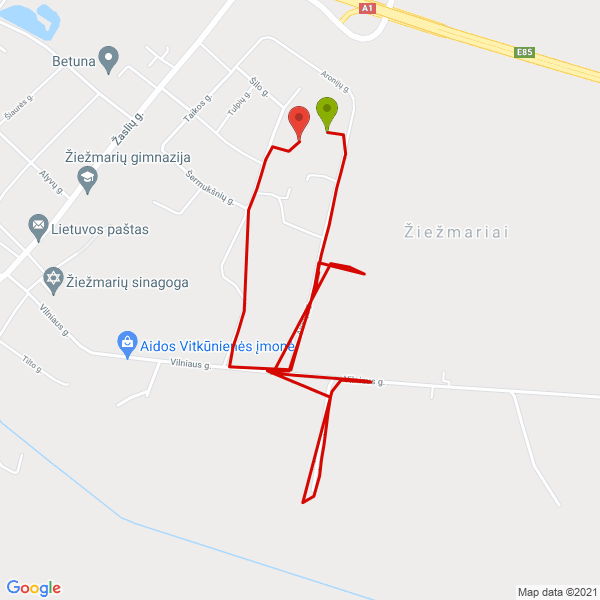 A1
E85
Betuna
Aronijų g.
Šilo g.
Tulpių g.
Taikos g.
Šiaurės g.
Žaslių g.
Žiežmarių gimnazija
Alyvų g.
Šermukšnių g.
Lietuvos paštas
Žiežmariai
Žiežmarių sinagoga
Vilniaus g.
Aidos Vitkūnienės įmonė
Tilto g.
Vilniaus g.
Vilniaus g.
Google
Map data ©2021